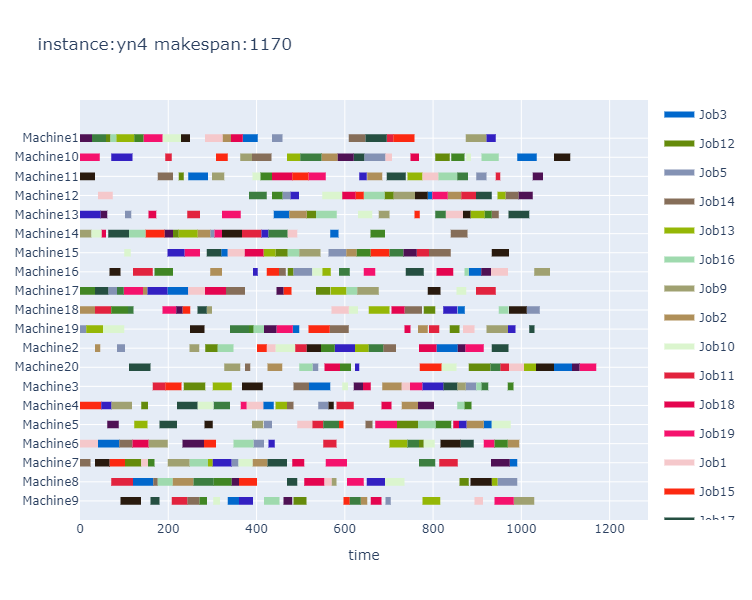 instance:yn4 makespan:1170
Machine1
Machine10
Machine11
Machine12
Machine13
Machine14
Machine15
Machine16
Machine17
Machine18
Machine19
Machine2
Machine20
Machine3
Machine4
Machine5
Machine6
Machine7
Machine8
Machine9
0 200 400 600 800 1000 1200
time
Job3
Job12
Job5
Job14
Job13
Job16
Job9
Job2
Job10
Job11
Job18
Job19
Job1
Job15
Job17